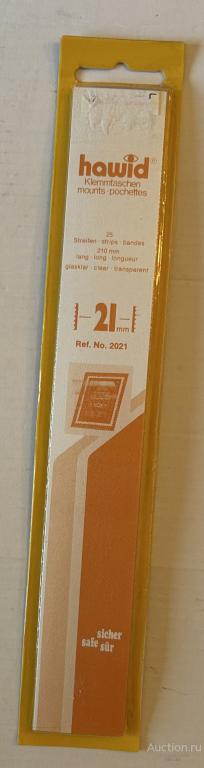 hawid®
Klemmtaschen
mounts · pochettes
25
Streifen · strips · bandes
210 mm
lang · long · longueur
glasklar · clear · transparent
21 mm
Ref. No. 2021
sicher
safe sûr
Auction.ru